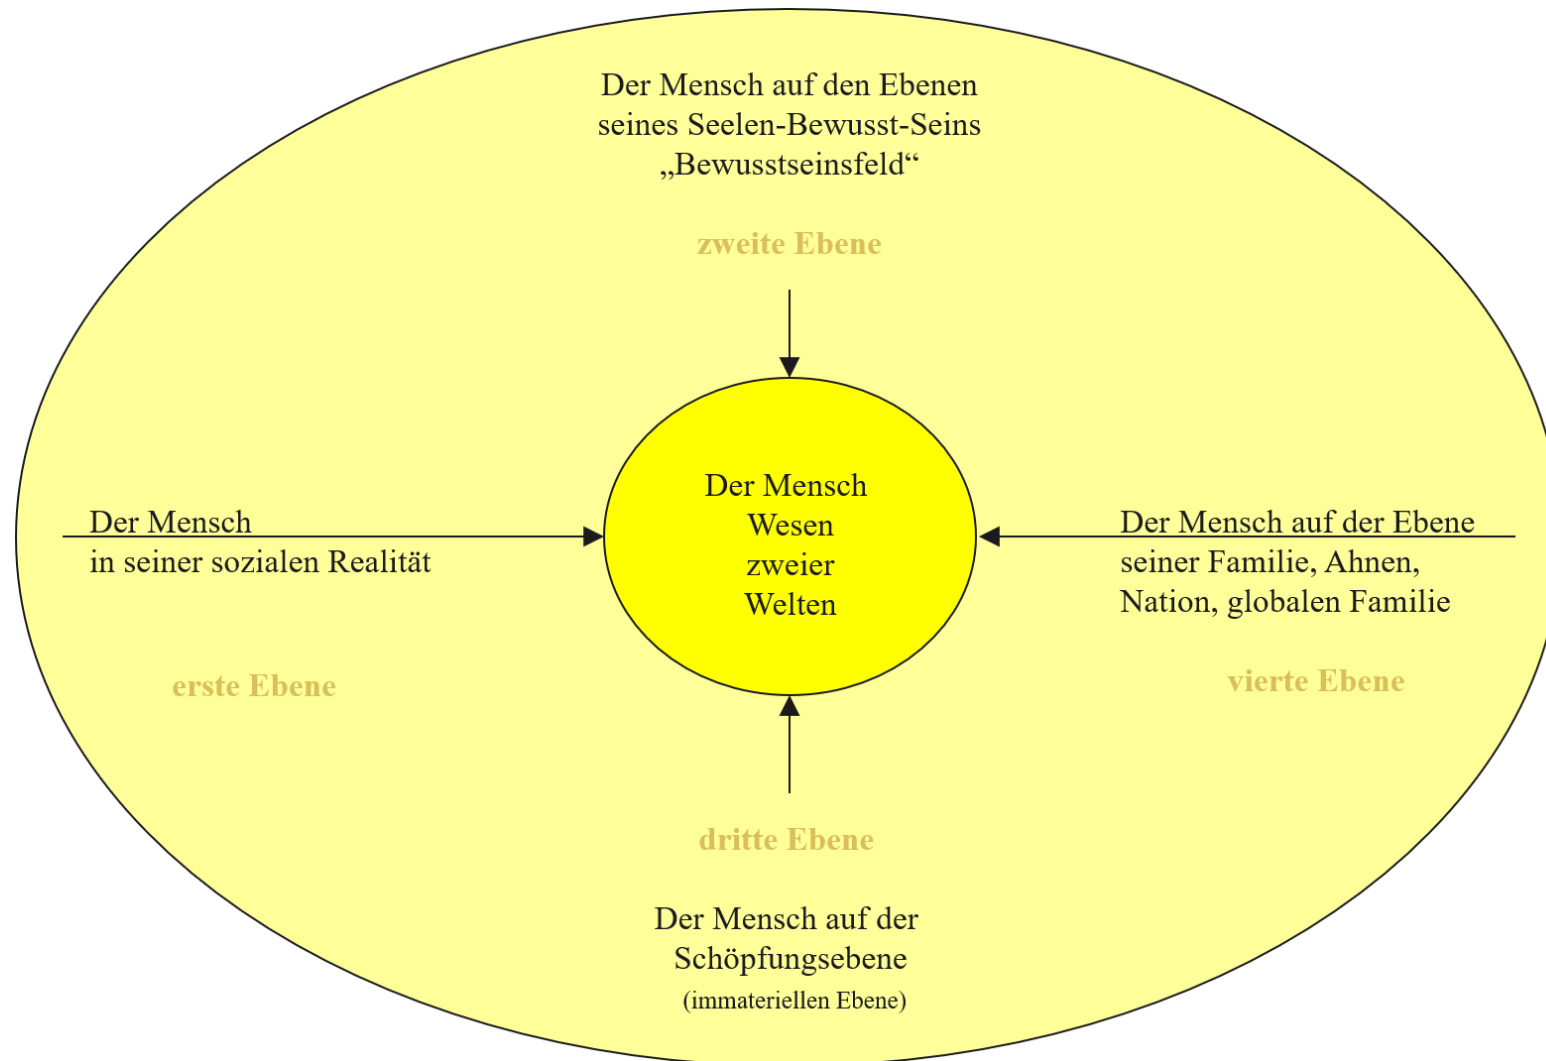 Der Mensch auf den Ebenen
seines Seelen-Bewusst-Seins
„Bewusstseinsfeld“
zweite Ebene
Der Mensch
in seiner sozialen Realität
erste Ebene
Der Mensch
Wesen
zweier
Welten
Der Mensch auf der Ebene
seiner Familie, Ahnen,
Nation, globalen Familie
vierte Ebene
dritte Ebene
Der Mensch auf der
Schöpfungsebene
(immateriellen Ebene)